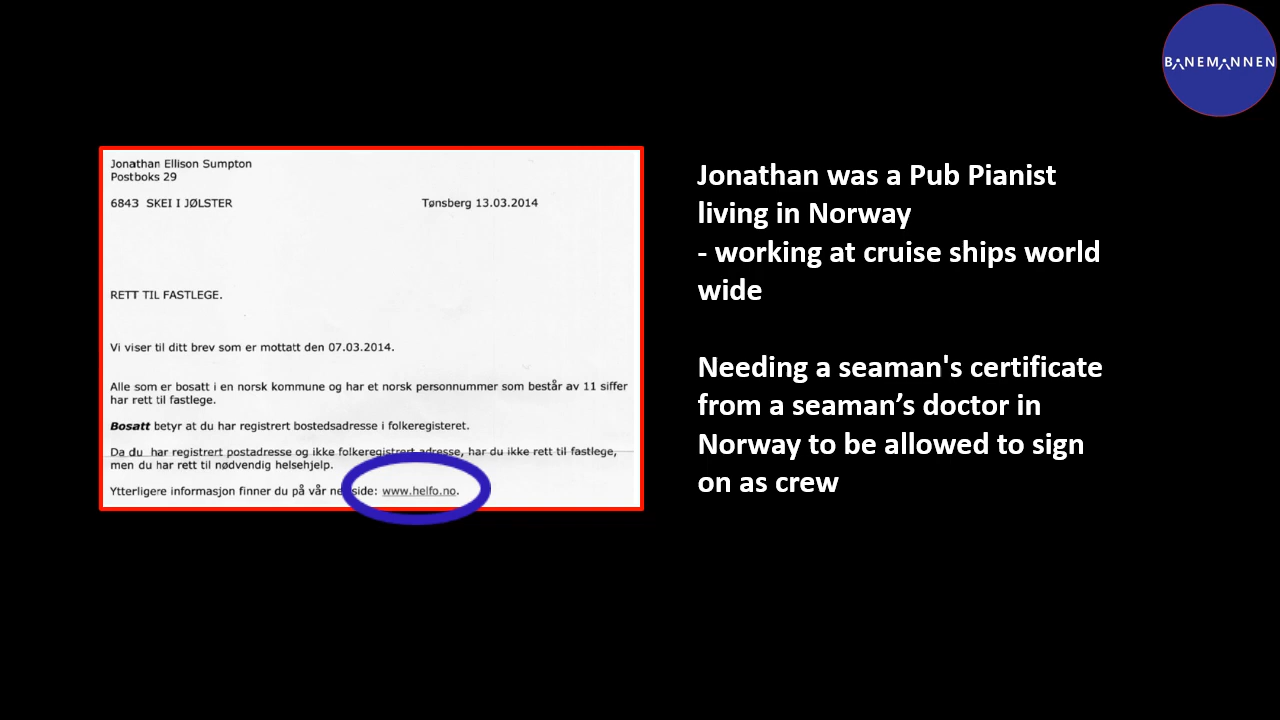 BANEMANNEN
Jonathan Ellison Sumpton
Postboks 29
6843 SKEI I JØLSTER
Tønsberg 13.03.2014
RETT TIL FASTLEGE.
Vi viser til ditt brev som er mottatt den 07.03.2014.
Alle som er bosatt i en norsk kommune og har et norsk personnummer som består av 11 siffer
har rett til fastlege.
Bosatt betyr at du har registrert bostedsadresse i folkeregisteret.
Da du har registrert postadresse og ikke folkeregistrert adresse, har du ikke rett til fastlege,
men du har rett til nødvendig helsehjelp.
Ytterligere informasjon finner du på vår side: www.helfo.no.
Jonathan was a Pub Pianist
living in Norway
- working at cruise ships world
wide
Needing a seaman's certificate
from a seaman’s doctor in
Norway to be allowed to sign
on as crew